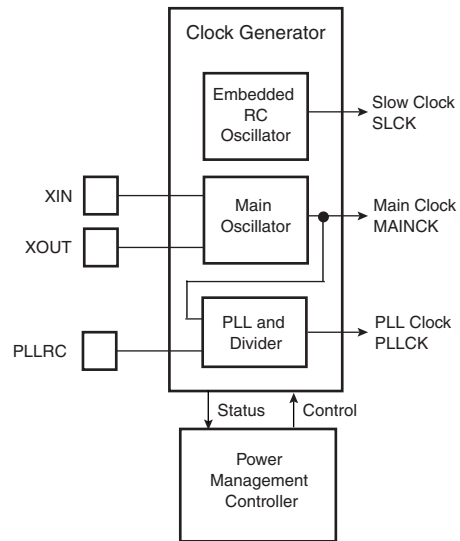 Clock Generator
Embedded
RC
Oscillator
Slow Clock
SLCK
XIN
Main
Oscillator
Main Clock
MAINCK
XOUT
PLL and
Divider
PLL Clock
PLLCK
PLLRC
Status
Control
Power
Management
Controller